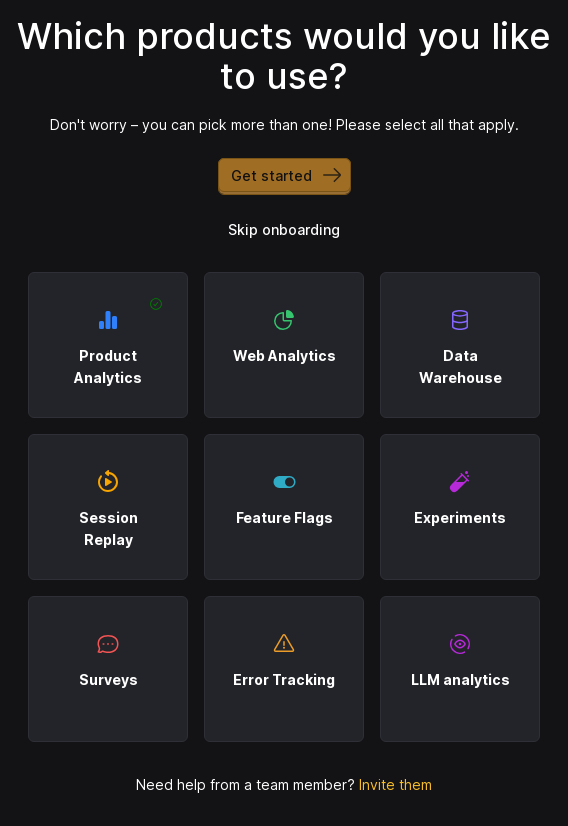 Which products would you like
to use?
Don't worry – you can pick more than one! Please select all that apply.
Get started
Skip onboarding
Product
Analytics
Web Analytics
Data
Warehouse
Session
Replay
Feature Flags
Experiments
Surveys
Error Tracking
LLM analytics
Need help from a team member? Invite them